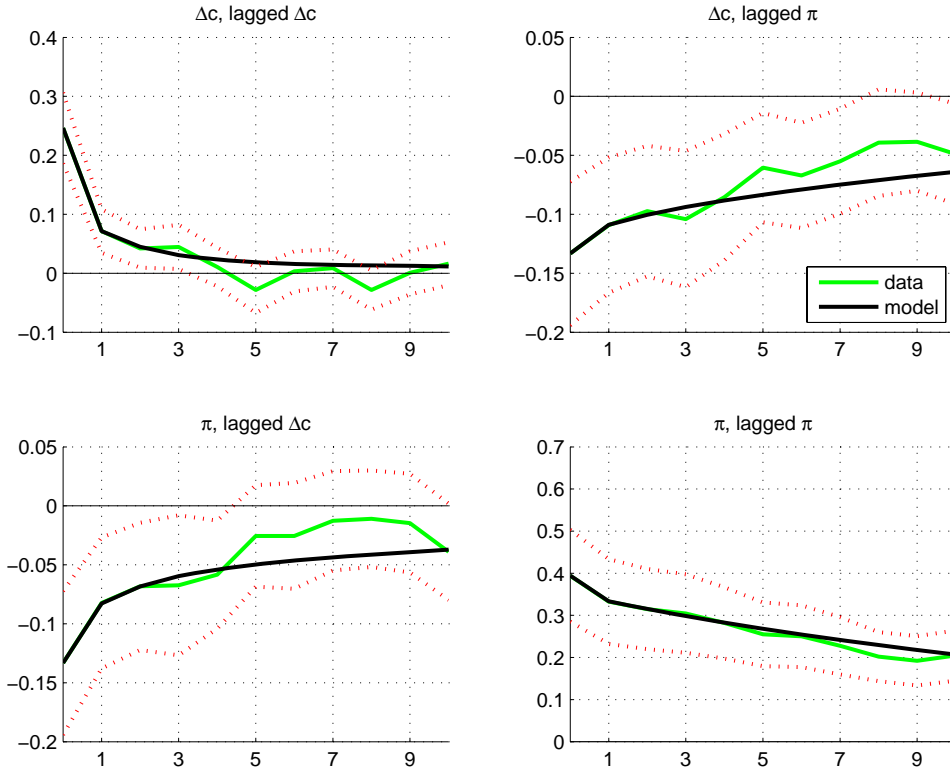 Δc, lagged Δc
0.4
0.3
0.2
0.1
0
−0.1
1 3 5 7 9
Δc, lagged π
0.05
0
−0.05
−0.1
−0.15
−0.2
1 3 5 7 9
data
model
π, lagged Δc
0.05
0
−0.05
−0.1
−0.15
−0.2
1 3 5 7 9
π, lagged π
0.7
0.6
0.5
0.4
0.3
0.2
0.1
0
1 3 5 7 9